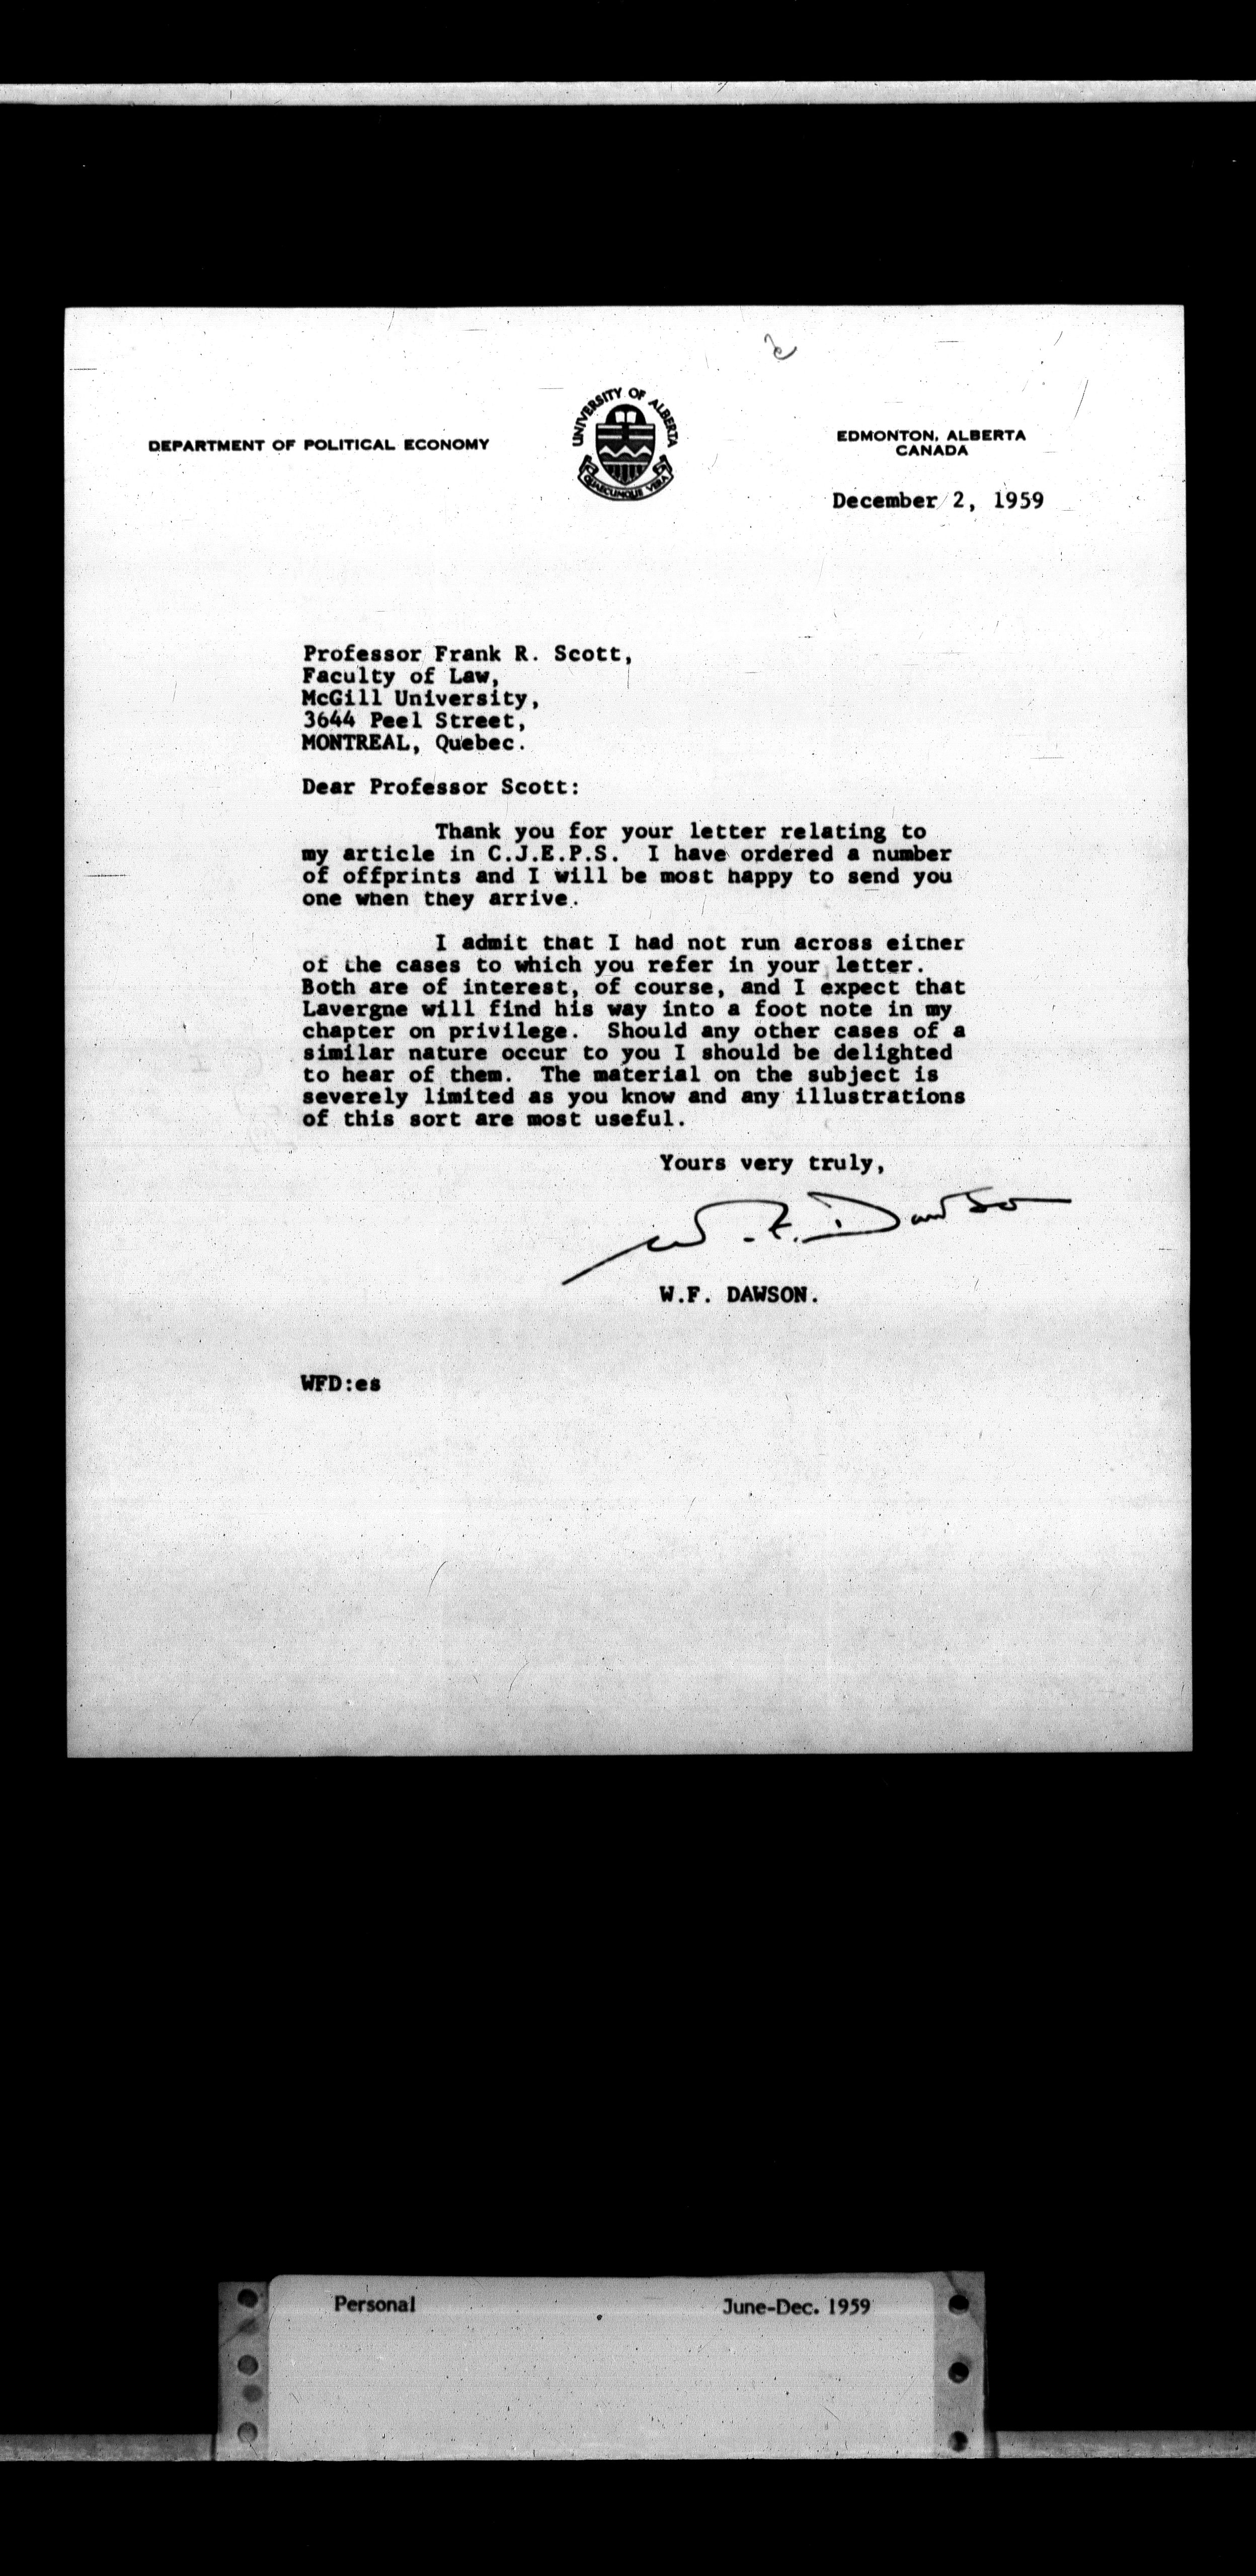 DEPARTMENT OF POLITICAL ECONOMY
UNIVERSITY OF ALBERTA
QUAECUMQUE VERA
EDMONTON, ALBERTA
CANADA
December 2, 1959
Professor Frank R. Scott,
Faculty of Law,
McGill University,
3644 Peel Street,
MONTREAL, Quebec.
Dear Professor Scott:
Thank you for your letter relating to
my article in C.J.E.P.S. I have ordered a number
of offprints and I will be most happy to send you
one when they arrive.
I admit that I had not run across either
of the cases to which you refer in your letter.
Both are of interest, of course, and I expect that
Lavergne will find his way into a foot note in my
chapter on privilege. Should any other cases of a
similar nature occur to you I should be delighted
to hear of them. The material on the subject is
severely limited as you know and any illustrations
of this sort are most useful.
Yours very truly,
W. F. Dawson
W.F. DAWSON.
WFD:es
Personal
June-Dec. 1959